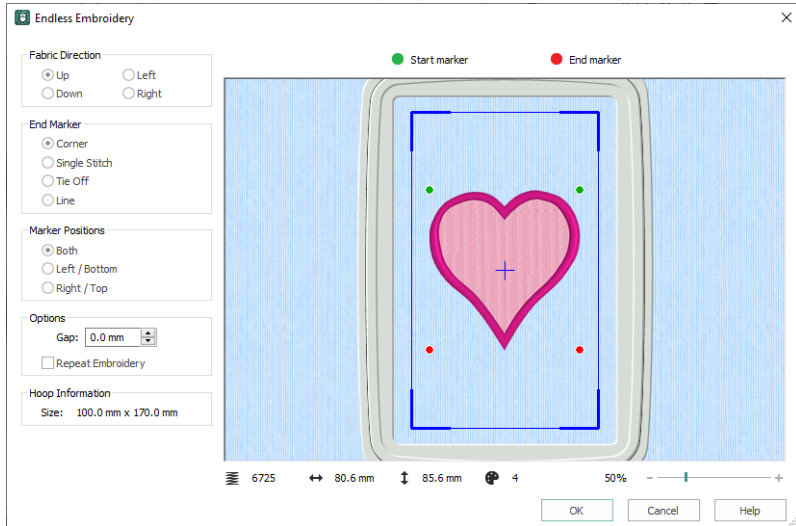 Endless Embroidery
Fabric Direction
Up Left
Down Right
End Marker
Corner
Single Stitch
Tie Off
Line
Marker Positions
Both
Left / Bottom
Right / Top
Options
Gap: 0.0 mm
Repeat Embroidery
Hoop Information
Size: 100.0 mm x 170.0 mm
Start marker End marker
6725 80.6 mm 85.6 mm 4 50%
OK Cancel Help